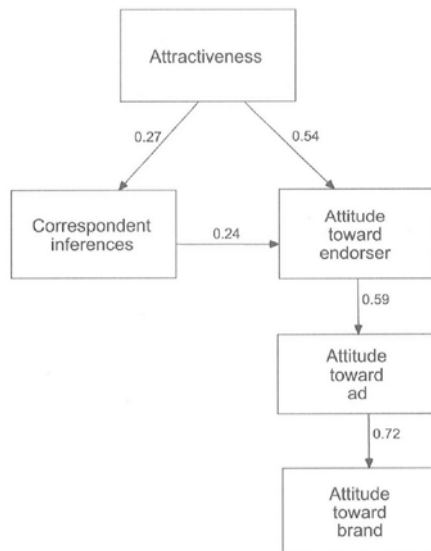 Attractiveness
0.27
0.54
Correspondent
inferences
0.24
Attitude
toward
endorser
0.59
Attitude
toward
ad
0.72
Attitude
toward
brand